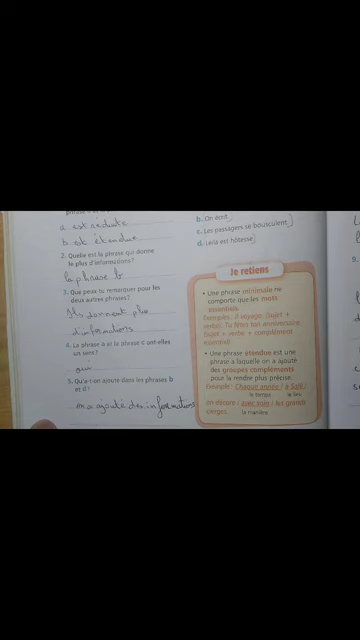 a est réduite
b est étendue
2. Quelle est la phrase qui donne
le plus d'informations?
la phrase b
3. Que peux tu remarquer pour les
deux autres phrases?
Ils donnent plus
d'informations
4. La phrase a et la phrase c ont-elles
un sens?
oui
5. Qu'a-t-on ajouté dans les phrases b
et d?
on a ajouté des informations
b. On écrit
c. Les passagers se bousculent
d. Leila est hôtesse
Je retiens
• Une phrase minimale ne
comporte que les mots
essentiels.
Exemples: Il voyage. (sujet +
verbe). Tu fêtes ton anniversaire.
(sujet + verbe + complément
essentiel)
• Une phrase étendue est une
phrase à laquelle on a ajouté
des groupes compléments
pour la rendre plus précise.
Exemple: Chaque année / à
le temps le lieu
on décore / avec soin / les grands
cierges. la manière